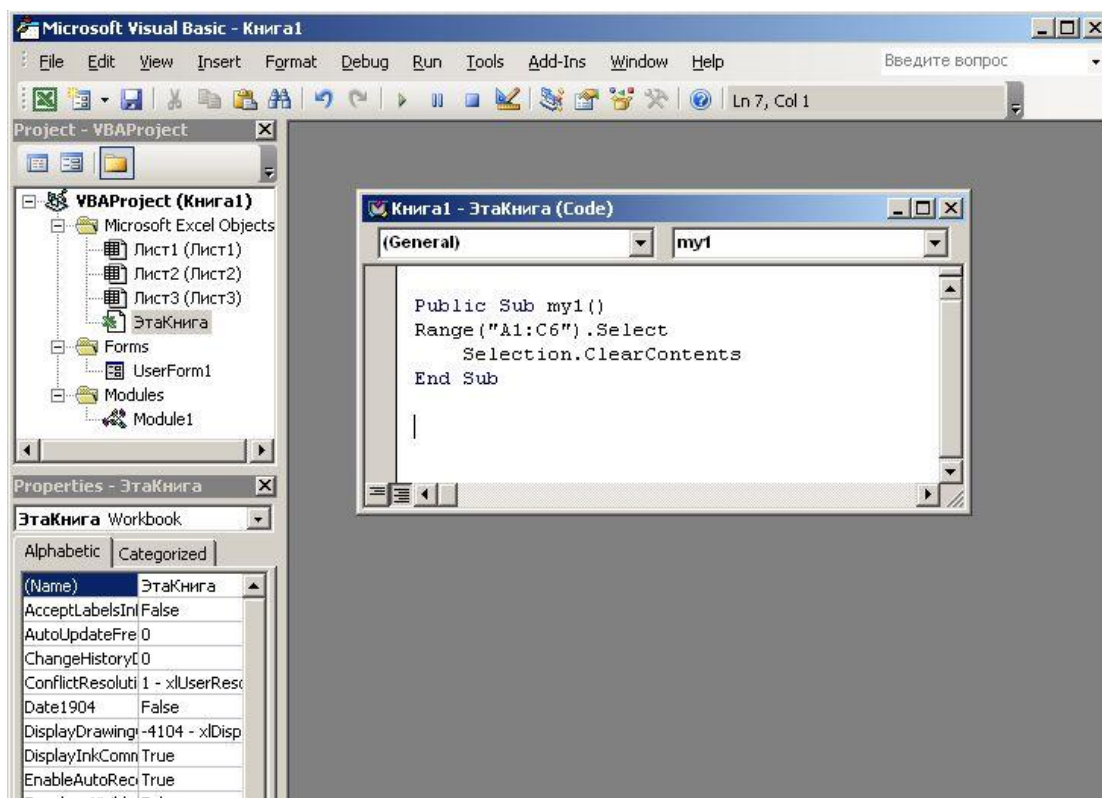 Microsoft Visual Basic - Книга1
File Edit View Insert Format Debug Run Tools Add-Ins Window Help Введите вопрос
Ln 7, Col 1
Project - VBAProject
VBAProject (Книга1)
Microsoft Excel Objects
Лист1 (Лист1)
Лист2 (Лист2)
Лист3 (Лист3)
ЭтаКнига
Forms
UserForm1
Modules
Module1
Properties - ЭтаКнига
ЭтаКнига Workbook
Alphabetic Categorized
(Name) ЭтаКнига
AcceptLabelsInI False
AutoUpdateFre 0
ChangeHistoryD 0
ConflictResoluti 1 - xlUserReso
Date1904 False
DisplayDrawing -4104 - xlDisp
DisplayInkComn True
EnableAutoReco True
Книга1 - ЭтаКнига (Code)
(General) my1
Public Sub my1()
Range("A1:C6").Select
Selection.ClearContents
End Sub